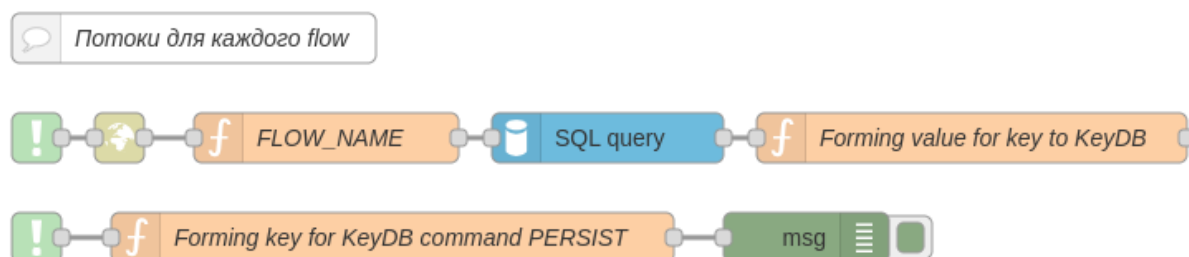 Потоки для каждого flow
FLOW_NAME
SQL query
Forming value for key to KeyDB
Forming key for KeyDB command PERSIST
msg